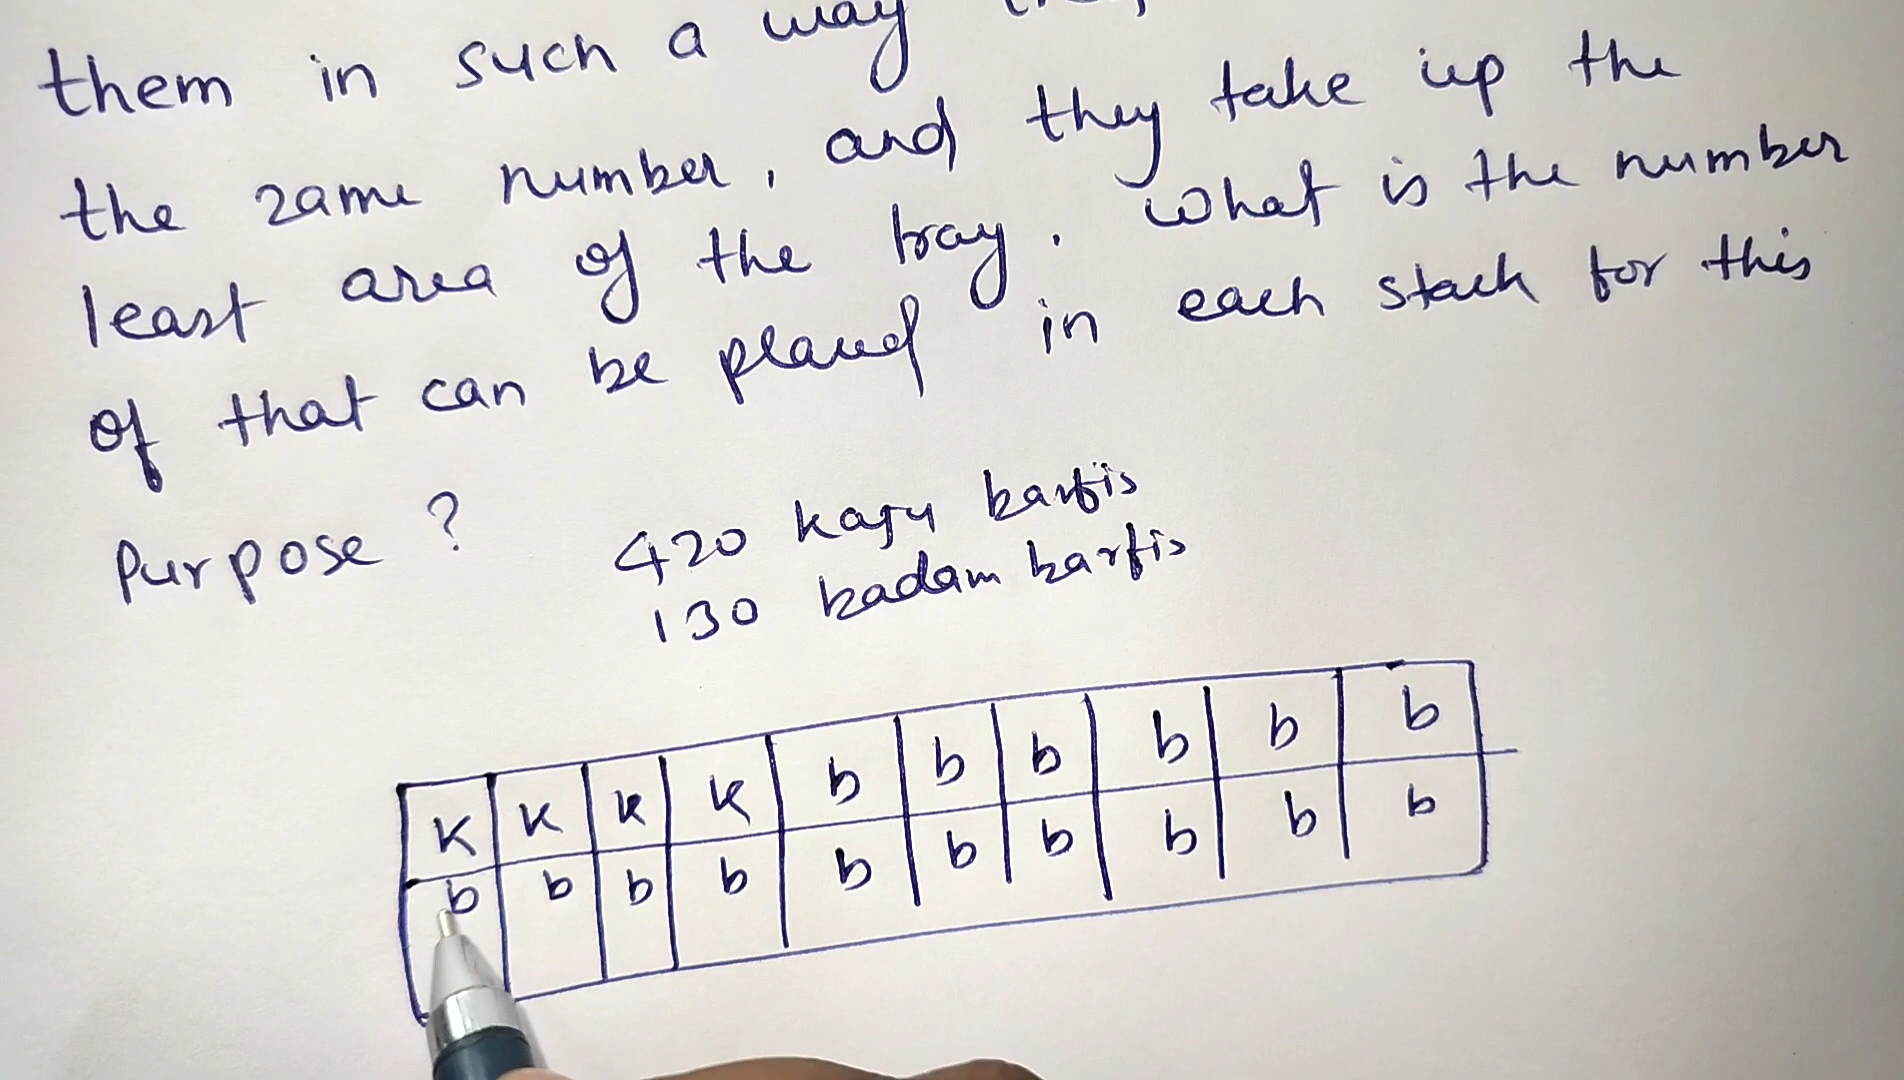 them in such a way
the same number, and they take up the
least area of the tray. What is the number
of that can be placed in each stack for this
Purpose?
420 kaju barfis
130 badam barfis
K K K K b b b b b b
b b b b b b b b b b